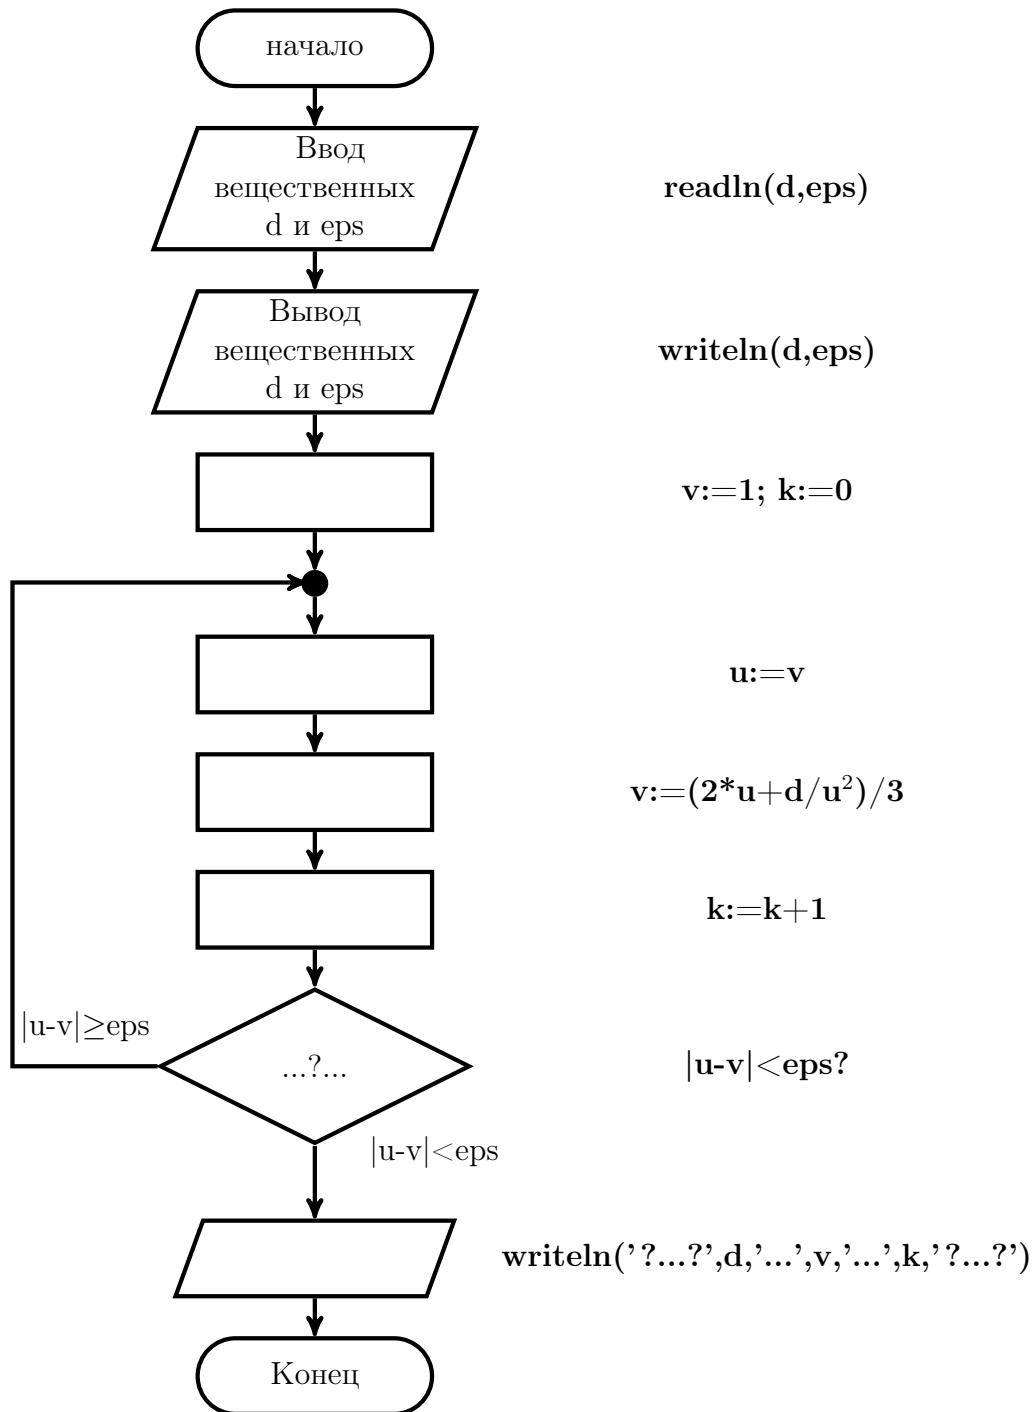 начало
Ввод
вещественных
d и eps
readln(d,eps)
Вывод
вещественных
d и eps
writeln(d,eps)
v:=1; k:=0
u:=v
v:=(2*u+d/u²)/3
k:=k+1
|u-v|≥eps
...?...
|u-v|<eps?
|u-v|<eps
writeln('?...?',d,'...',v,'...',k,'?...?')
Конец